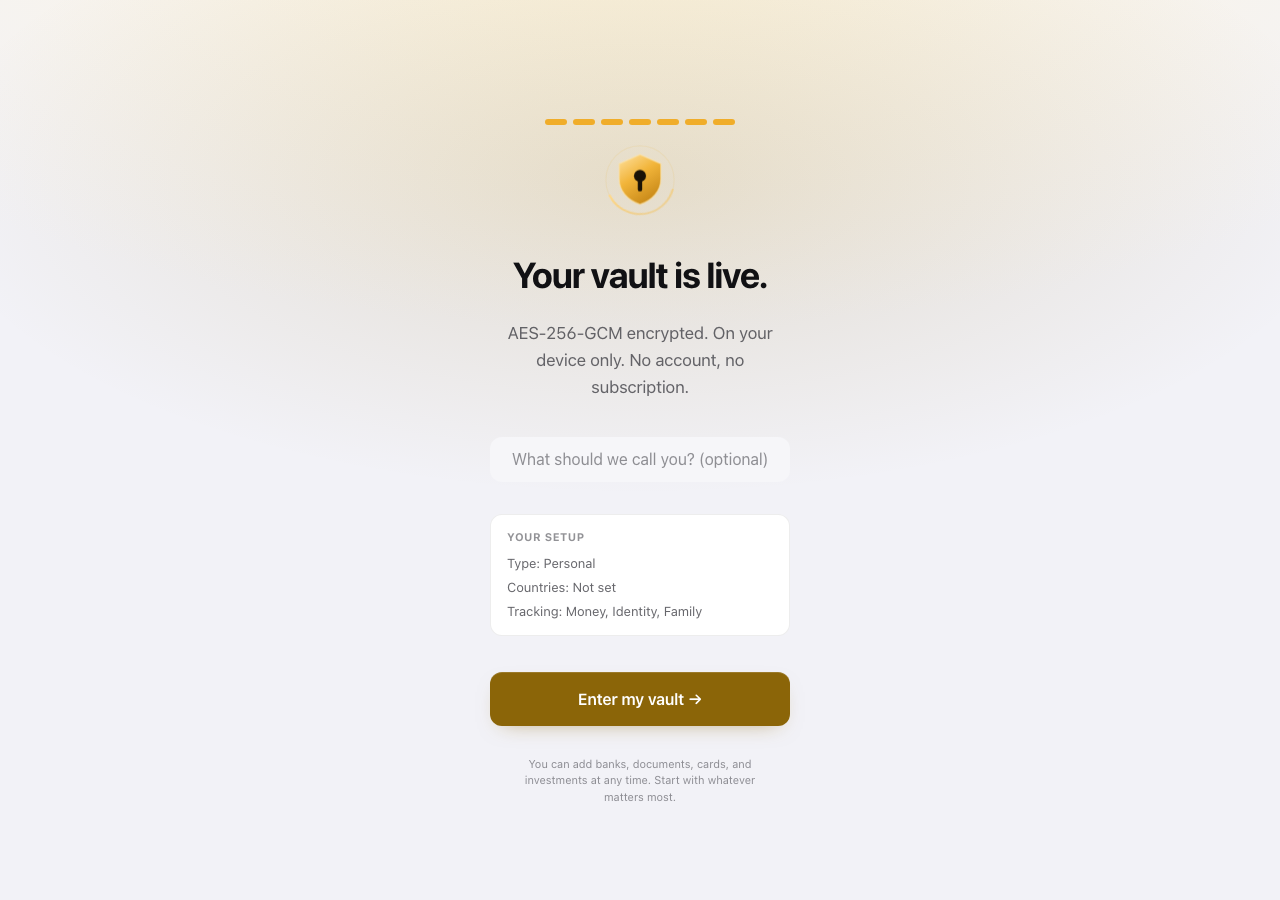 Your vault is live.
AES-256-GCM encrypted. On your
device only. No account, no
subscription.
What should we call you? (optional)
YOUR SETUP
Type: Personal
Countries: Not set
Tracking: Money, Identity, Family
Enter my vault →
You can add banks, documents, cards, and
investments at any time. Start with whatever
matters most.